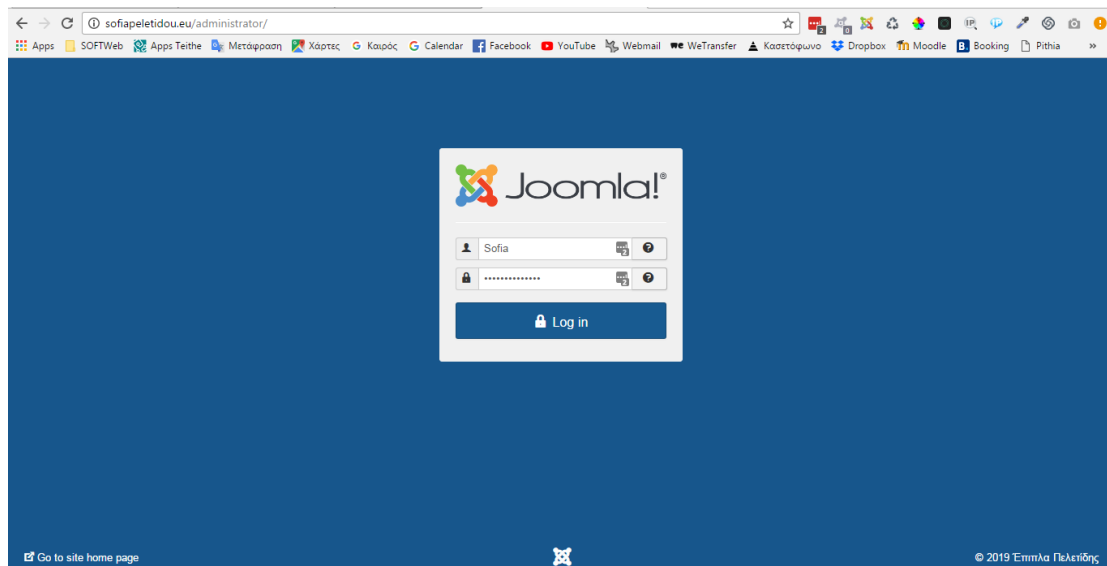 sofiapeletidou.eu/administrator/
Apps SOFTWeb Apps Teithe Μετάφραση Χάρτες Καιρός Calendar Facebook YouTube Webmail WeTransfer Κασετόφωνο Dropbox Moodle Booking Pithia »
Joomla!®
Sofia
Log in
Go to site home page
© 2019 Έπιπλα Πελετίδης